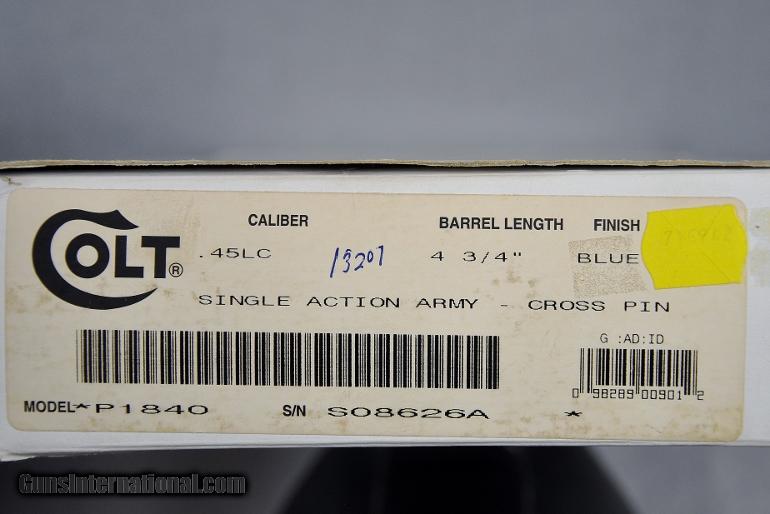 COLT®
CALIBER BARREL LENGTH FINISH
.45LC 13207 4 3/4" BLUE
SINGLE ACTION ARMY - CROSS PIN
G :AD:ID
0 98289 00901 2
MODEL *P1840 S/N S08626A *
GunsInternational.com